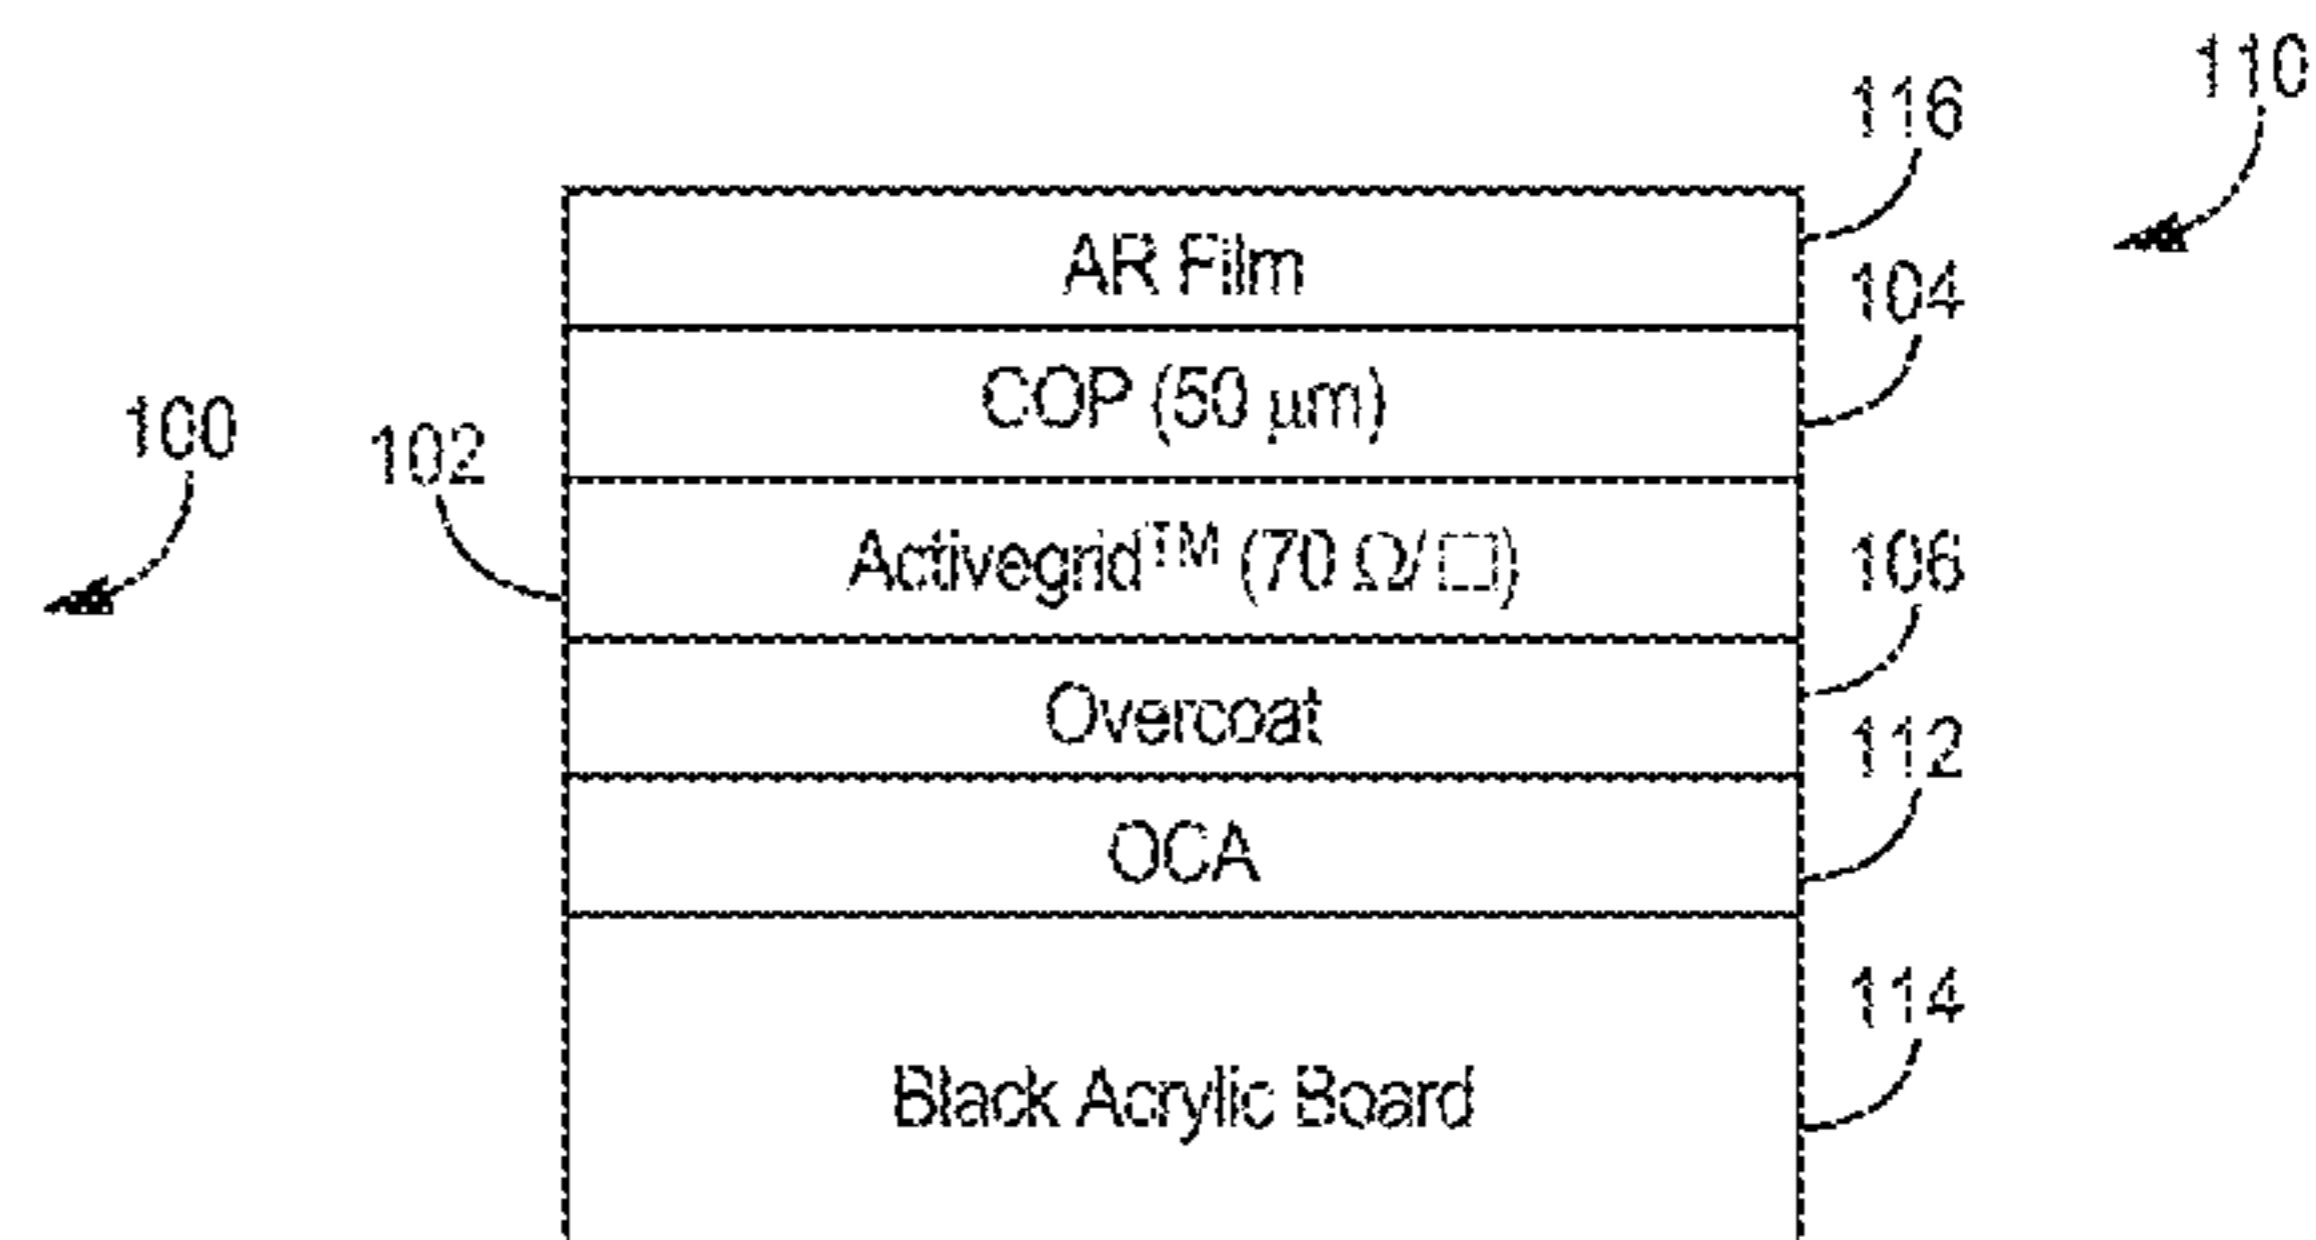 110
116
AR Film
104
COP (50 μm)
100
102
Activegrid™ (70 Ω/□)
106
Overcoat
112
OCA
114
Black Acrylic Board